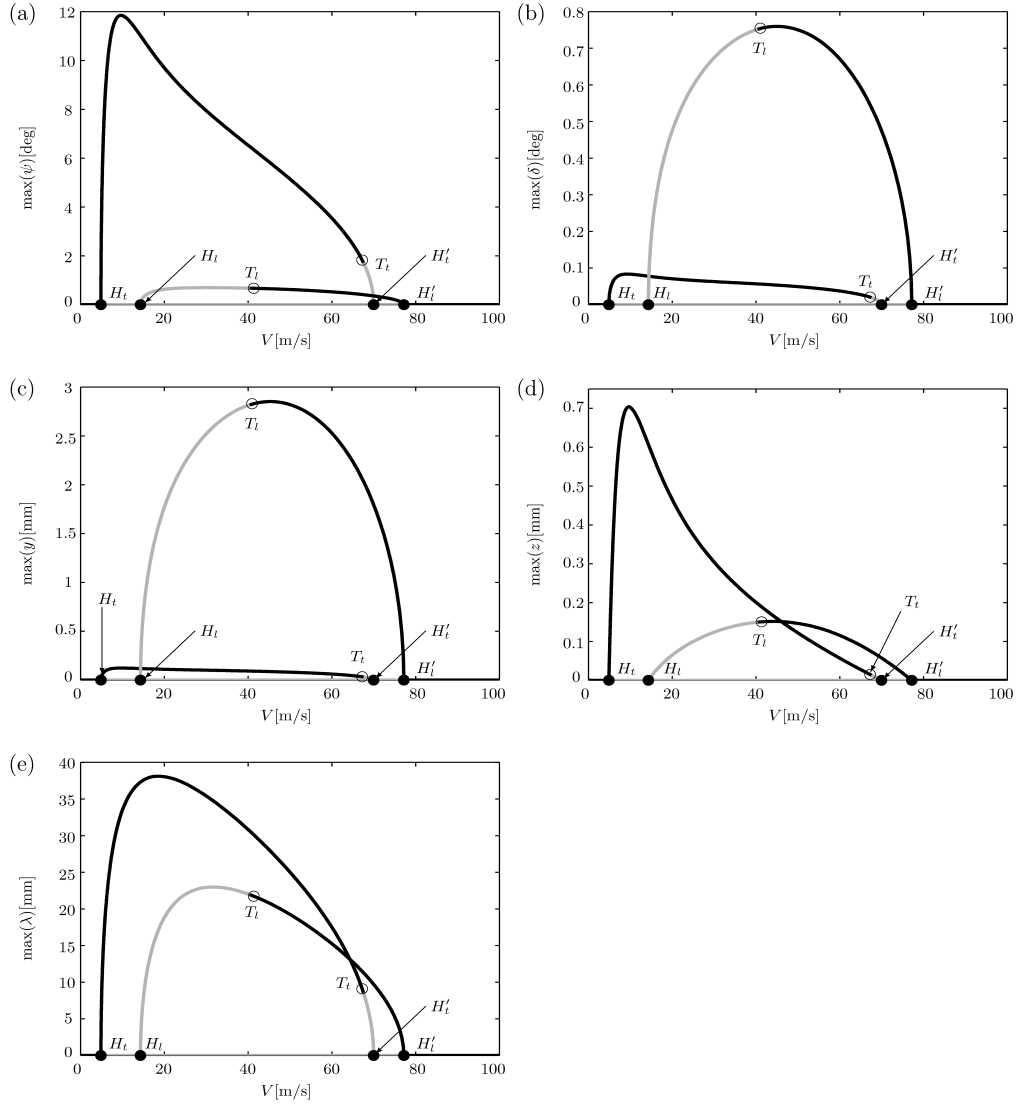 (a)
max(ψ)[deg]
12
10
8
6
4
2
0
H_t
H_l
T_l
T_t
H′_t
H′_l
0 20 40 60 80 100
V[m/s]
(b)
max(δ)[deg]
0.8
0.7
0.6
0.5
0.4
0.3
0.2
0.1
0
H_t
H_l
T_l
T_t
H′_t
H′_l
0 20 40 60 80 100
V[m/s]
(c)
max(y)[mm]
3
2.5
2
1.5
1
0.5
0
H_t
H_l
T_l
T_t
H′_t
H′_l
0 20 40 60 80 100
V[m/s]
(d)
max(z)[mm]
0.7
0.6
0.5
0.4
0.3
0.2
0.1
0
H_t
H_l
T_l
T_t
H′_t
H′_l
0 20 40 60 80 100
V[m/s]
(e)
max(λ)[mm]
40
35
30
25
20
15
10
5
0
H_t
H_l
T_l
T_t
H′_t
H′_l
0 20 40 60 80 100
V[m/s]